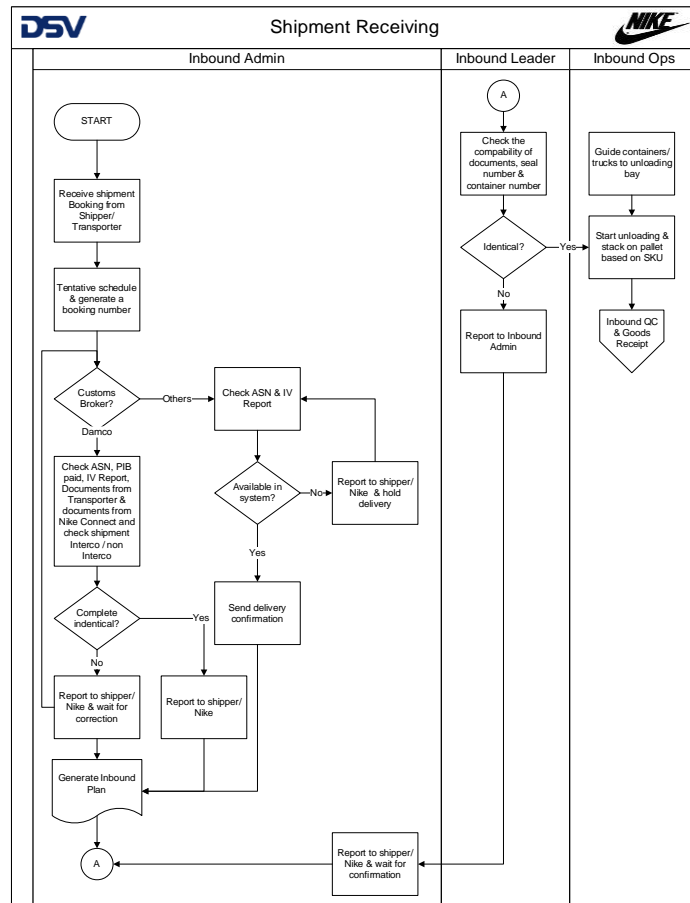 DSV
Shipment Receiving
NIKE
Inbound Admin
Inbound Leader
Inbound Ops
START
Receive shipment
Booking from
Shipper/
Transporter
Tentative schedule
& generate a
booking number
Customs
Broker?
Others
Damco
Check ASN & IV
Report
Check ASN, PIB
paid, IV Report,
Documents from
Transporter &
documents from
Nike Connect and
check shipment
Interco / non
Interco
Available in
system?
No
Report to shipper/
Nike & hold
delivery
Yes
Send delivery
confirmation
Complete
indentical?
Yes
No
Report to shipper/
Nike & wait for
correction
Report to shipper/
Nike
Generate Inbound
Plan
A
Report to shipper/
Nike & wait for
confirmation
A
Check the
compability of
documents, seal
number &
container number
Identical?
Yes
No
Report to Inbound
Admin
Guide containers/
trucks to unloading
bay
Start unloading &
stack on pallet
based on SKU
Inbound QC
& Goods
Receipt